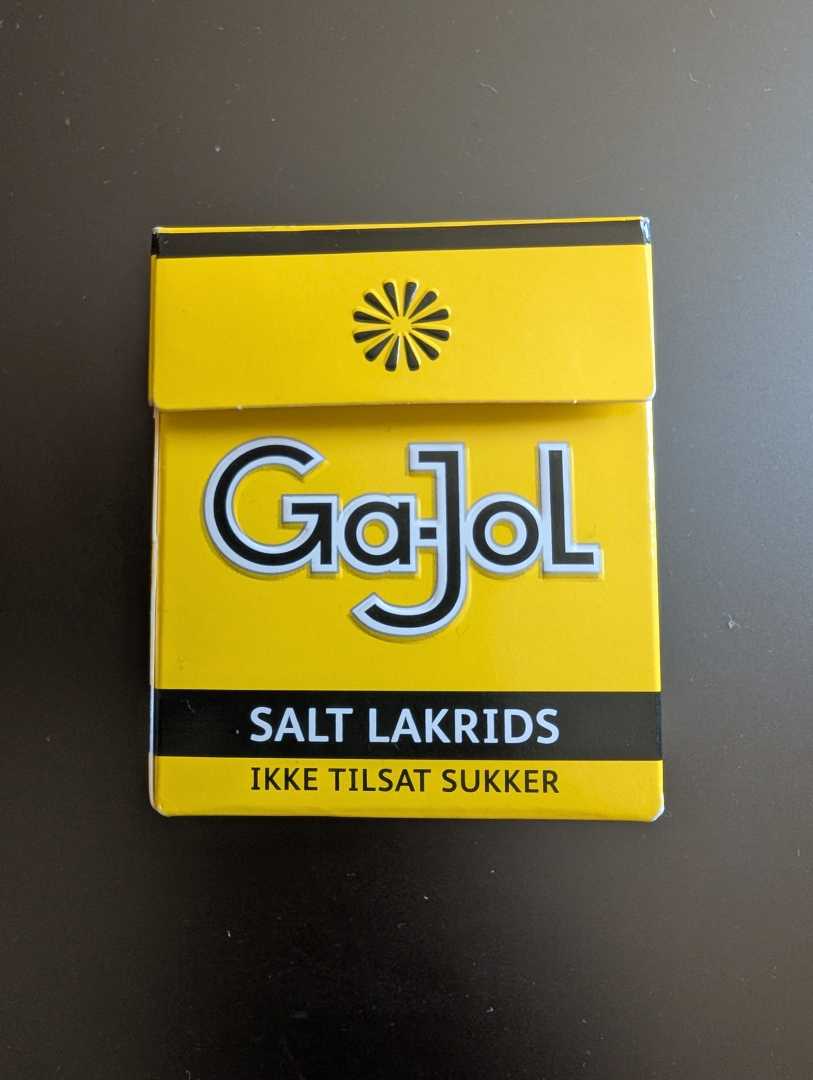 Ga-Jol
SALT LAKRIDS
IKKE TILSAT SUKKER